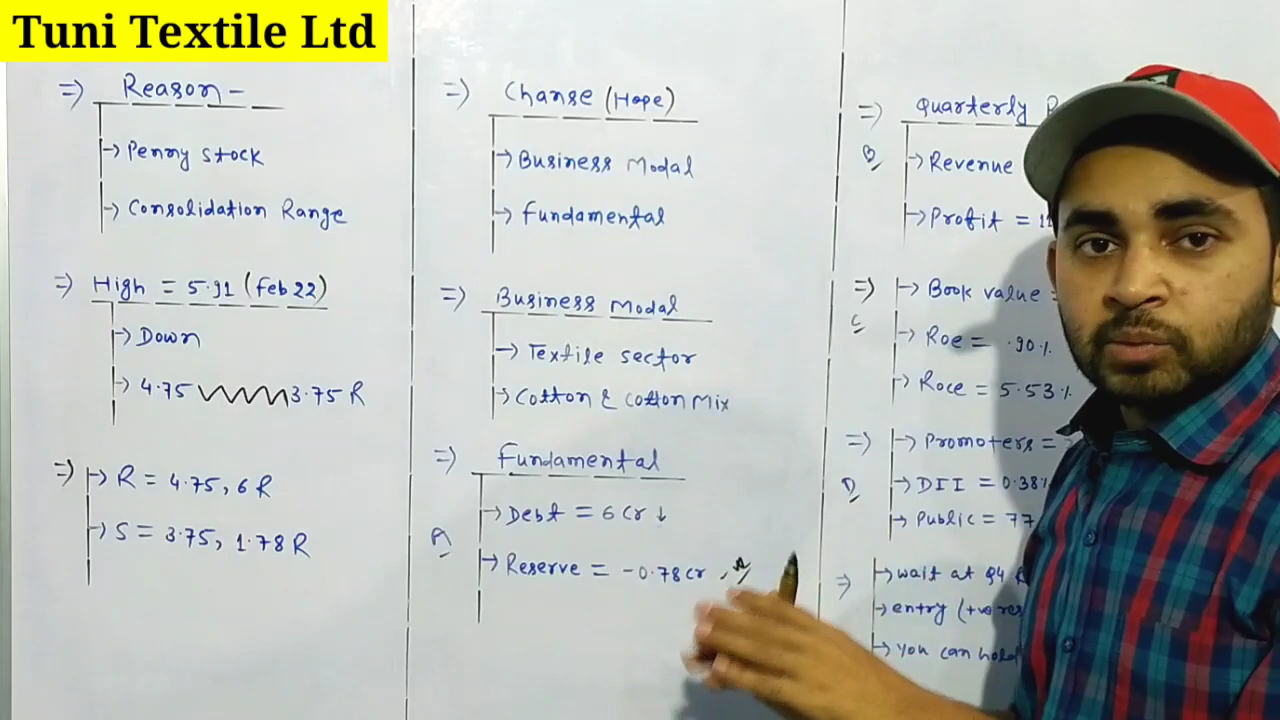 Tuni Textile Ltd
⇒ Reason -
→ Penny stock
→ Consolidation Range
⇒ High = 5.91 (Feb 22)
→ Down
→ 4.75 3.75 R
⇒ → R = 4.75, 6 R
→ S = 3.75, 1.78 R
⇒ Chanse (Hope)
→ Business Modal
→ Fundamental
⇒ Business Modal
→ Textile sector
→ Cotton & cotton Mix
⇒ Fundamental
A → Debt = 6 Cr ↓
→ Reserve = -0.78 cr
⇒ Quarterly
B → Revenue
→ Profit = 11
⇒ → Book value =
C → Roe = .90%
→ Roce = 5.53%
⇒ → Promoters =
D → DII = 0.38%
→ Public = 77
⇒ → wait at Q4
→ entry (+ve res
→ You can hold